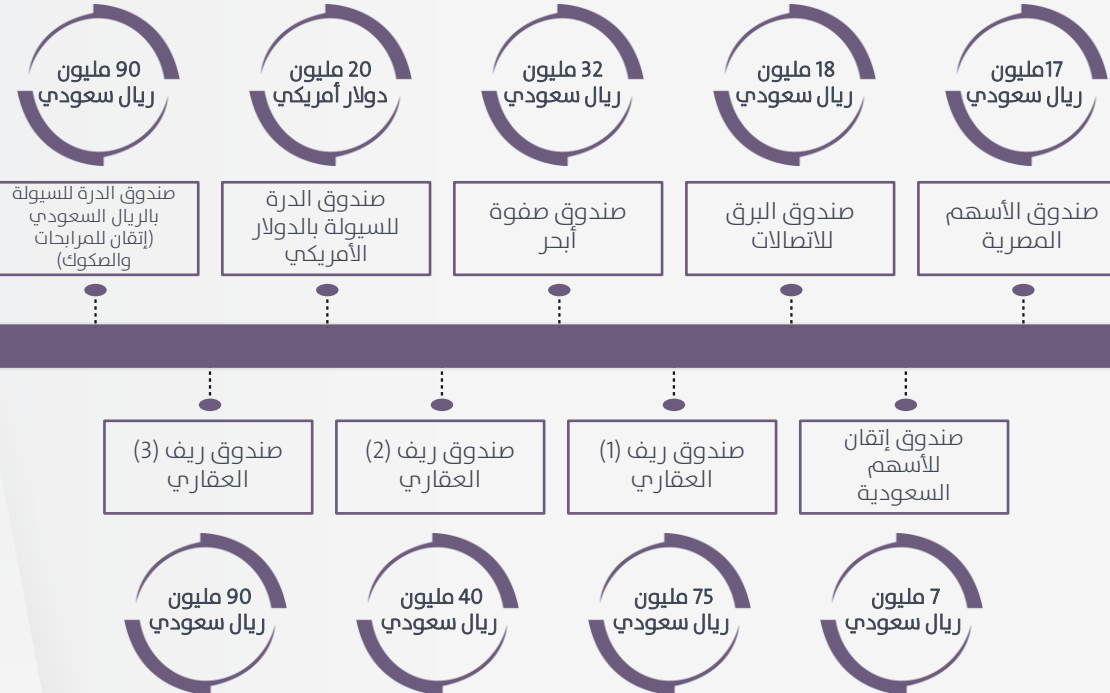 17مليون
ريال سعودي
صندوق الأسهم
المصرية
18 مليون
ريال سعودي
صندوق البرق
للاتصالات
32 مليون
ريال سعودي
صندوق صفوة
أبحر
20 مليون
دولار أمريكي
صندوق الدرة
للسيولة بالدولار
الأمريكي
90 مليون
ريال سعودي
صندوق الدرة للسيولة
بالريال السعودي
(إتقان للمرابحات
والصكوك)
صندوق إتقان
للأسهم
السعودية
7 مليون
ريال سعودي
صندوق ريف (1)
العقاري
75 مليون
ريال سعودي
صندوق ريف (2)
العقاري
40 مليون
ريال سعودي
صندوق ريف (3)
العقاري
90 مليون
ريال سعودي